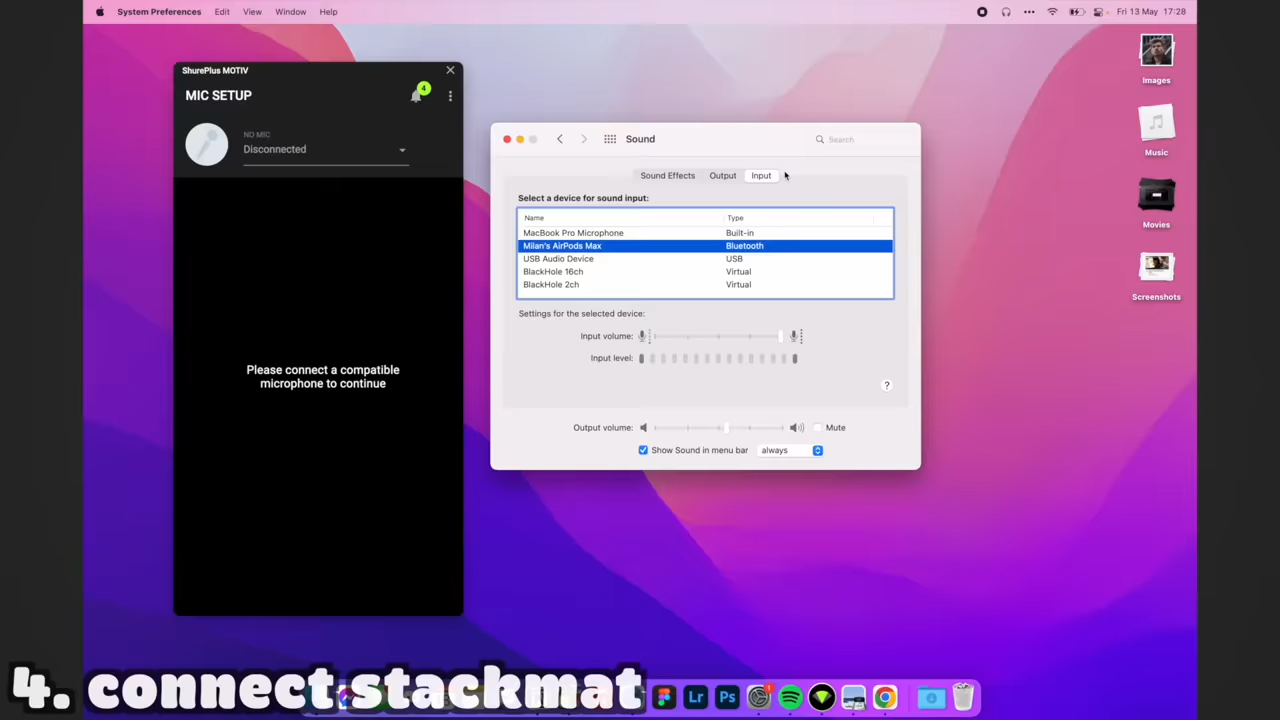 System Preferences Edit View Window Help Fri 13 May 17:28
ShurePlus MOTIV
MIC SETUP
4
NO MIC
Disconnected
Please connect a compatible
microphone to continue
Sound
Search
Sound Effects Output Input
Select a device for sound input:
Name Type
MacBook Pro Microphone Built-in
Milan's AirPods Max Bluetooth
USB Audio Device USB
BlackHole 16ch Virtual
BlackHole 2ch Virtual
Settings for the selected device:
Input volume:
Input level:
?
Output volume: Mute
Show Sound in menu bar always
Images
Music
Movies
Screenshots
4. connect stackmat
Lr Ps